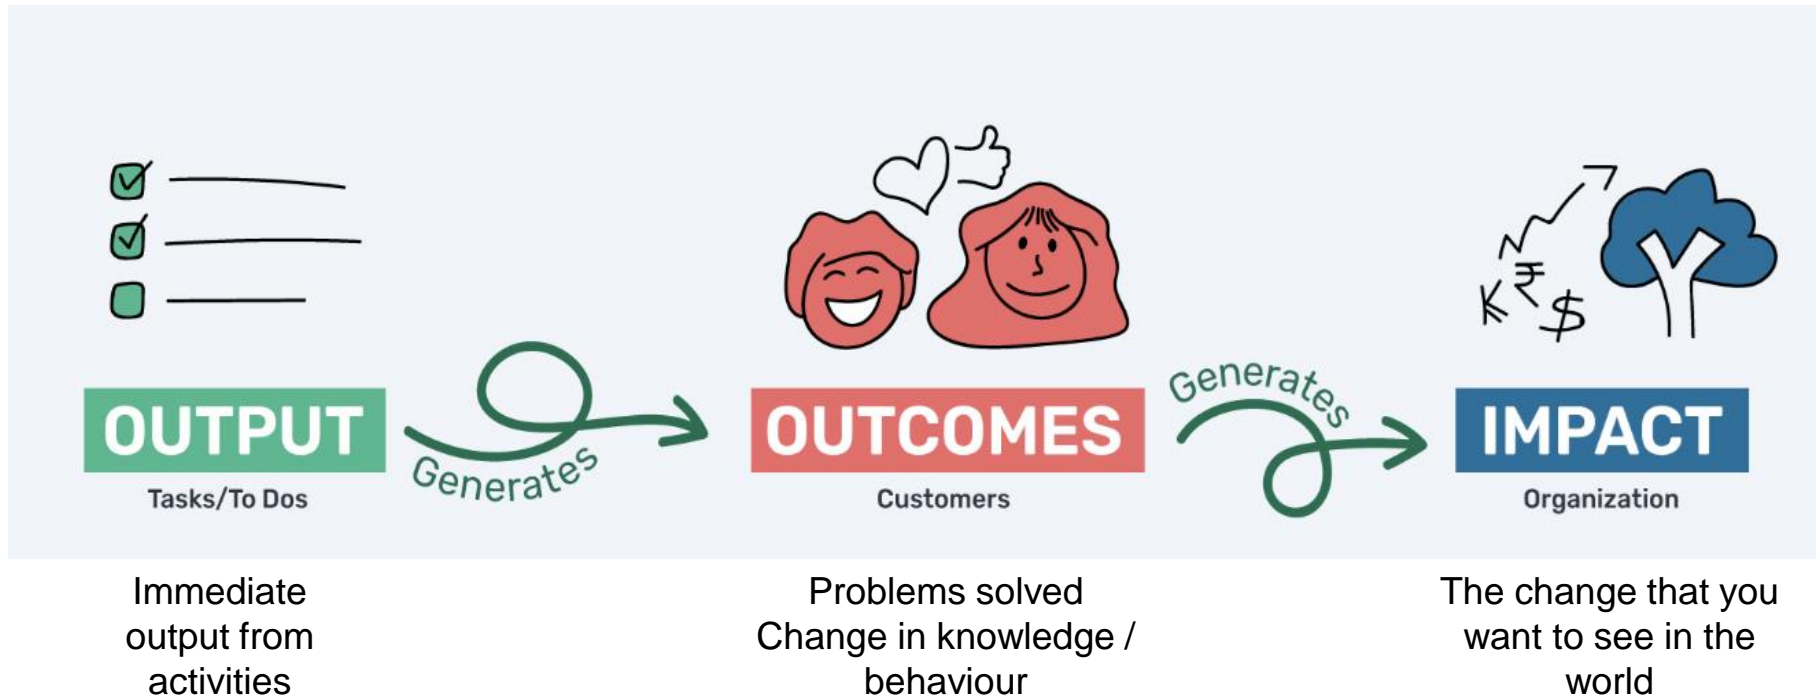 OUTPUT
Generates
OUTCOMES
Generates
IMPACT
Tasks/To Dos
Customers
Organization
K ₹ $
Immediate
output from
activities
Problems solved
Change in knowledge /
behaviour
The change that you
want to see in the
world